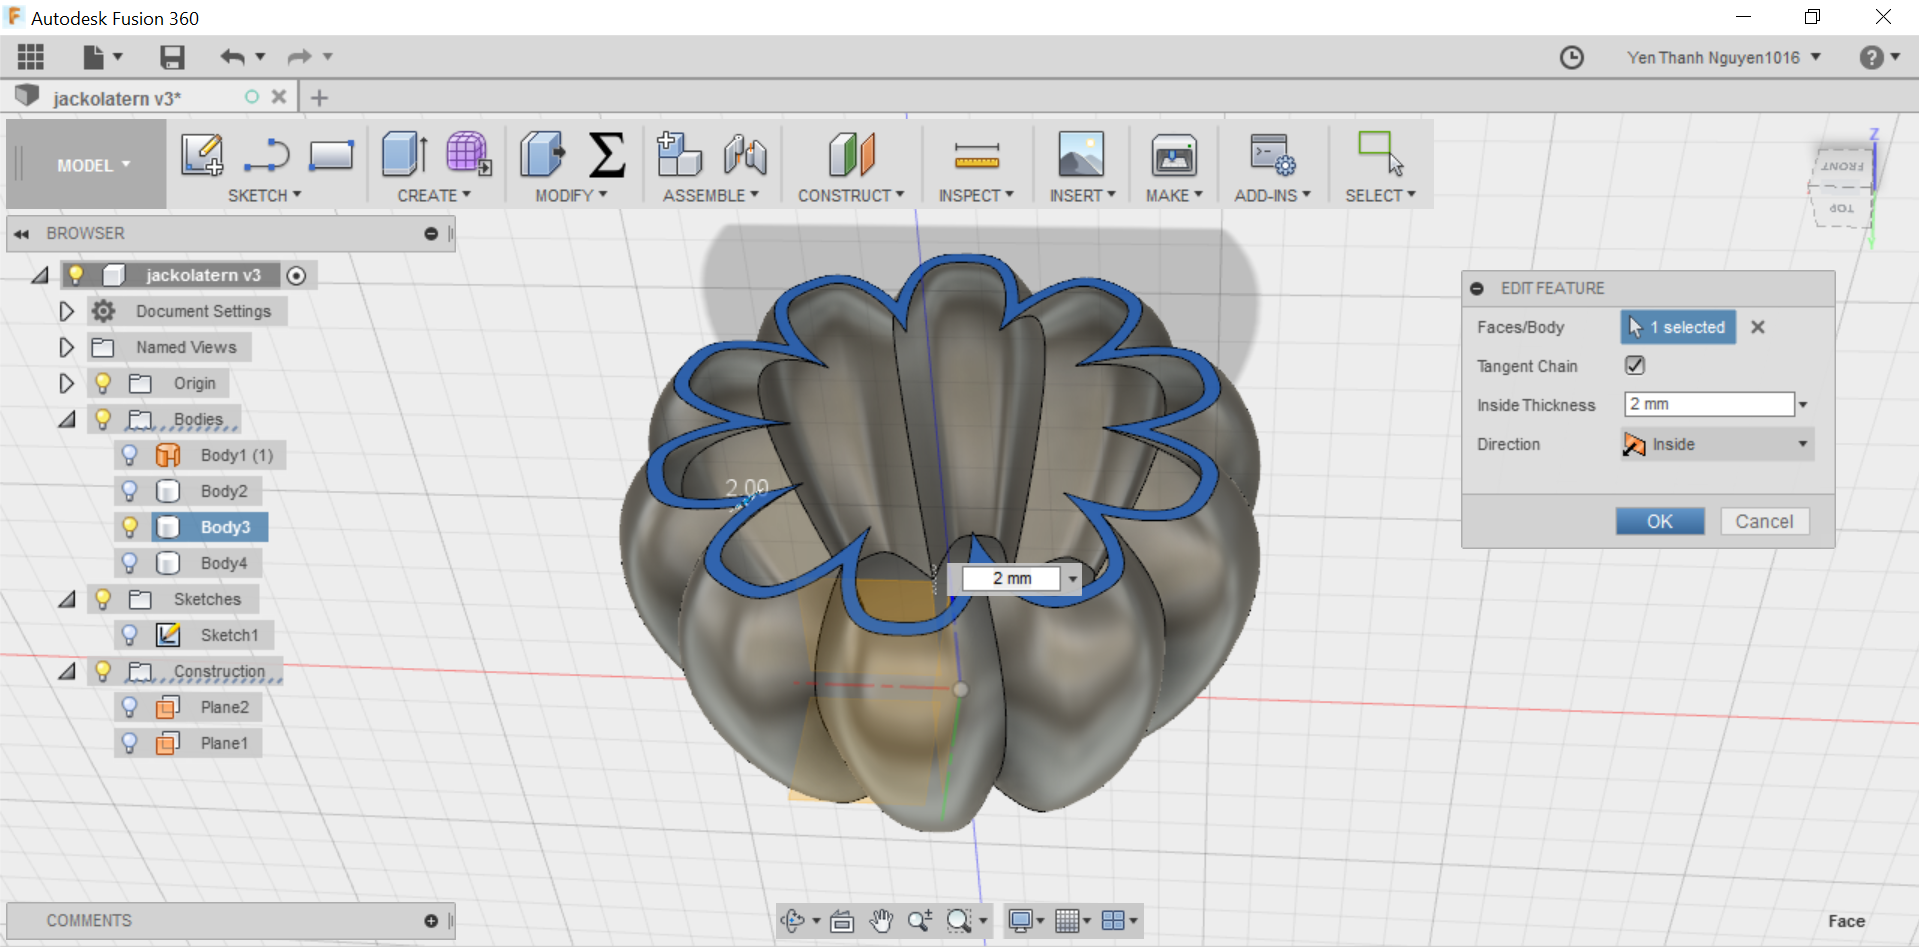 Autodesk Fusion 360
Yen Thanh Nguyen1016
jackolatern v3*
MODEL
SKETCH
CREATE
MODIFY
ASSEMBLE
CONSTRUCT
INSPECT
INSERT
MAKE
ADD-INS
SELECT
Z
FRONT
TOP
BROWSER
jackolatern v3
Document Settings
Named Views
Origin
Bodies
Body1 (1)
Body2
Body3
Body4
Sketches
Sketch1
Construction
Plane2
Plane1
2.00
2 mm
EDIT FEATURE
Faces/Body 1 selected
Tangent Chain
Inside Thickness 2 mm
Direction Inside
OK Cancel
COMMENTS
Face